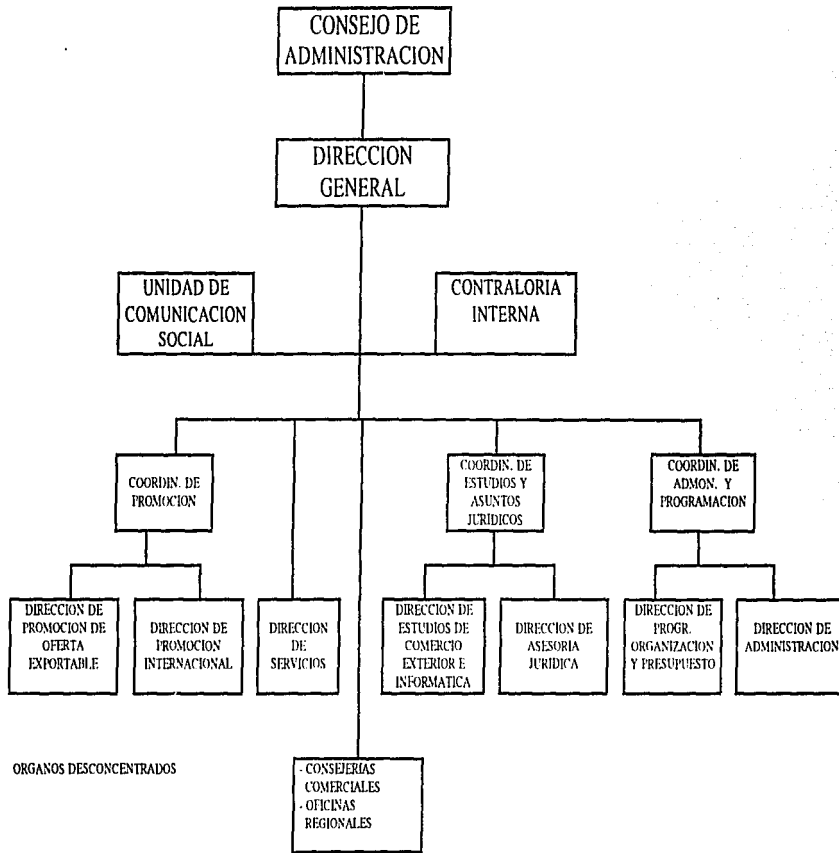 CONSEJO DE
ADMINISTRACION
DIRECCION
GENERAL
UNIDAD DE
COMUNICACION
SOCIAL
CONTRALORIA
INTERNA
COORDIN. DE
PROMOCION
COORDIN. DE
ESTUDIOS Y
ASUNTOS
JURIDICOS
COORDIN. DE
ADMON. Y
PROGRAMACION
DIRECCION DE
PROMOCION DE
OFERTA
EXPORTABLE
DIRECCION DE
PROMOCION
INTERNACIONAL
DIRECCION
DE
SERVICIOS
DIRECCION DE
ESTUDIOS DE
COMERCIO
EXTERIOR E
INFORMATICA
DIRECCION DE
ASESORIA
JURIDICA
DIRECCION DE
PROGR.
ORGANIZACION
Y PRESUPUESTO
DIRECCION DE
ADMINISTRACION
ORGANOS DESCONCENTRADOS
- CONSEJERIAS
COMERCIALES
- OFICINAS
REGIONALES